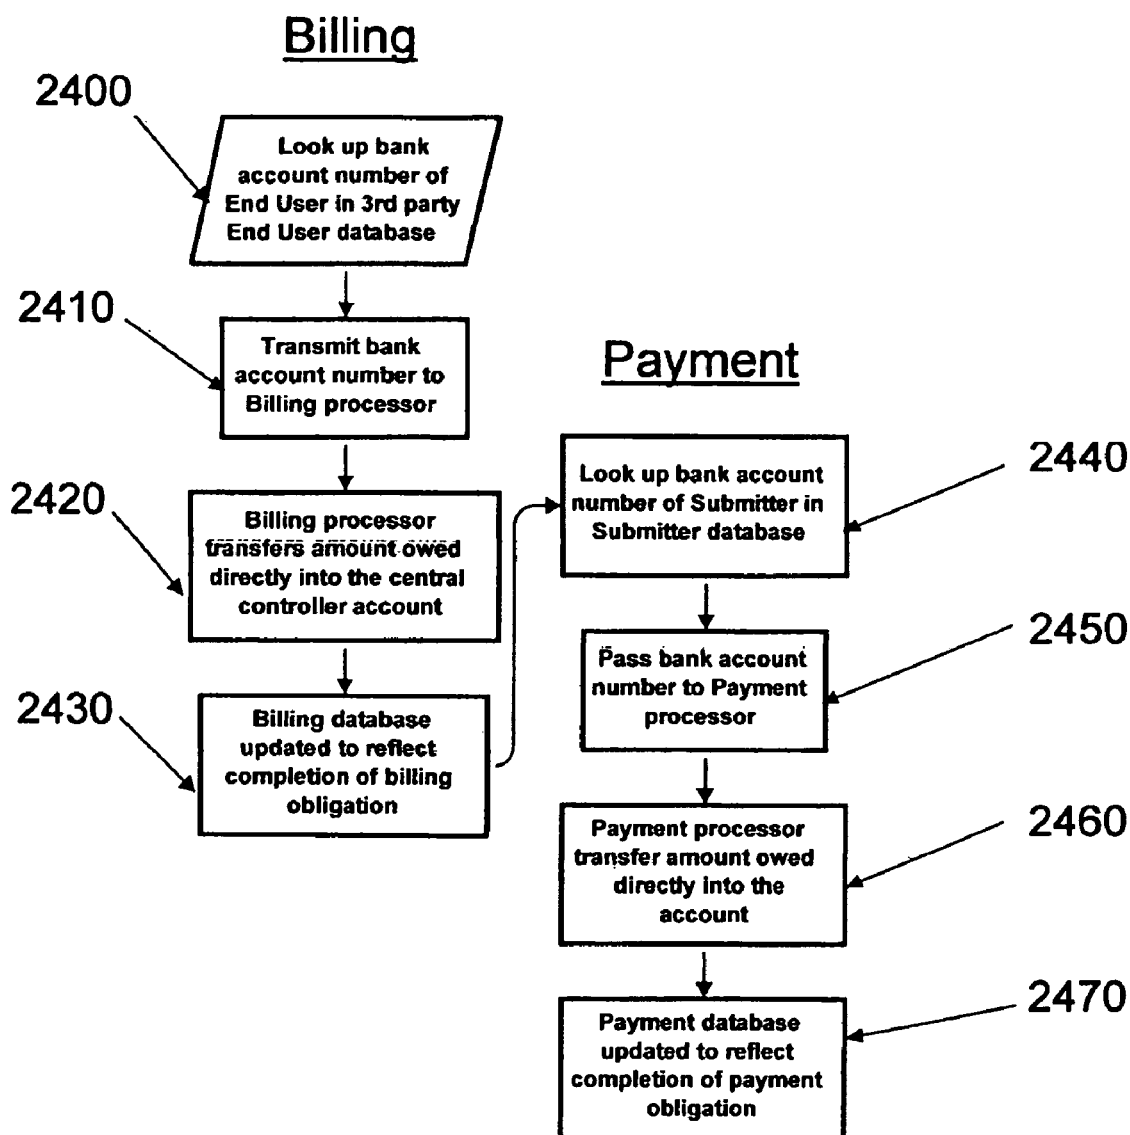 Billing
2400
Look up bank
account number of
End User in 3rd party
End User database
2410
Transmit bank
account number to
Billing processor
2420
Billing processor
transfers amount owed
directly into the central
controller account
2430
Billing database
updated to reflect
completion of billing
obligation
Payment
2440
Look up bank account
number of Submitter in
Submitter database
2450
Pass bank account
number to Payment
processor
2460
Payment processor
transfer amount owed
directly into the
account
2470
Payment database
updated to reflect
completion of payment
obligation